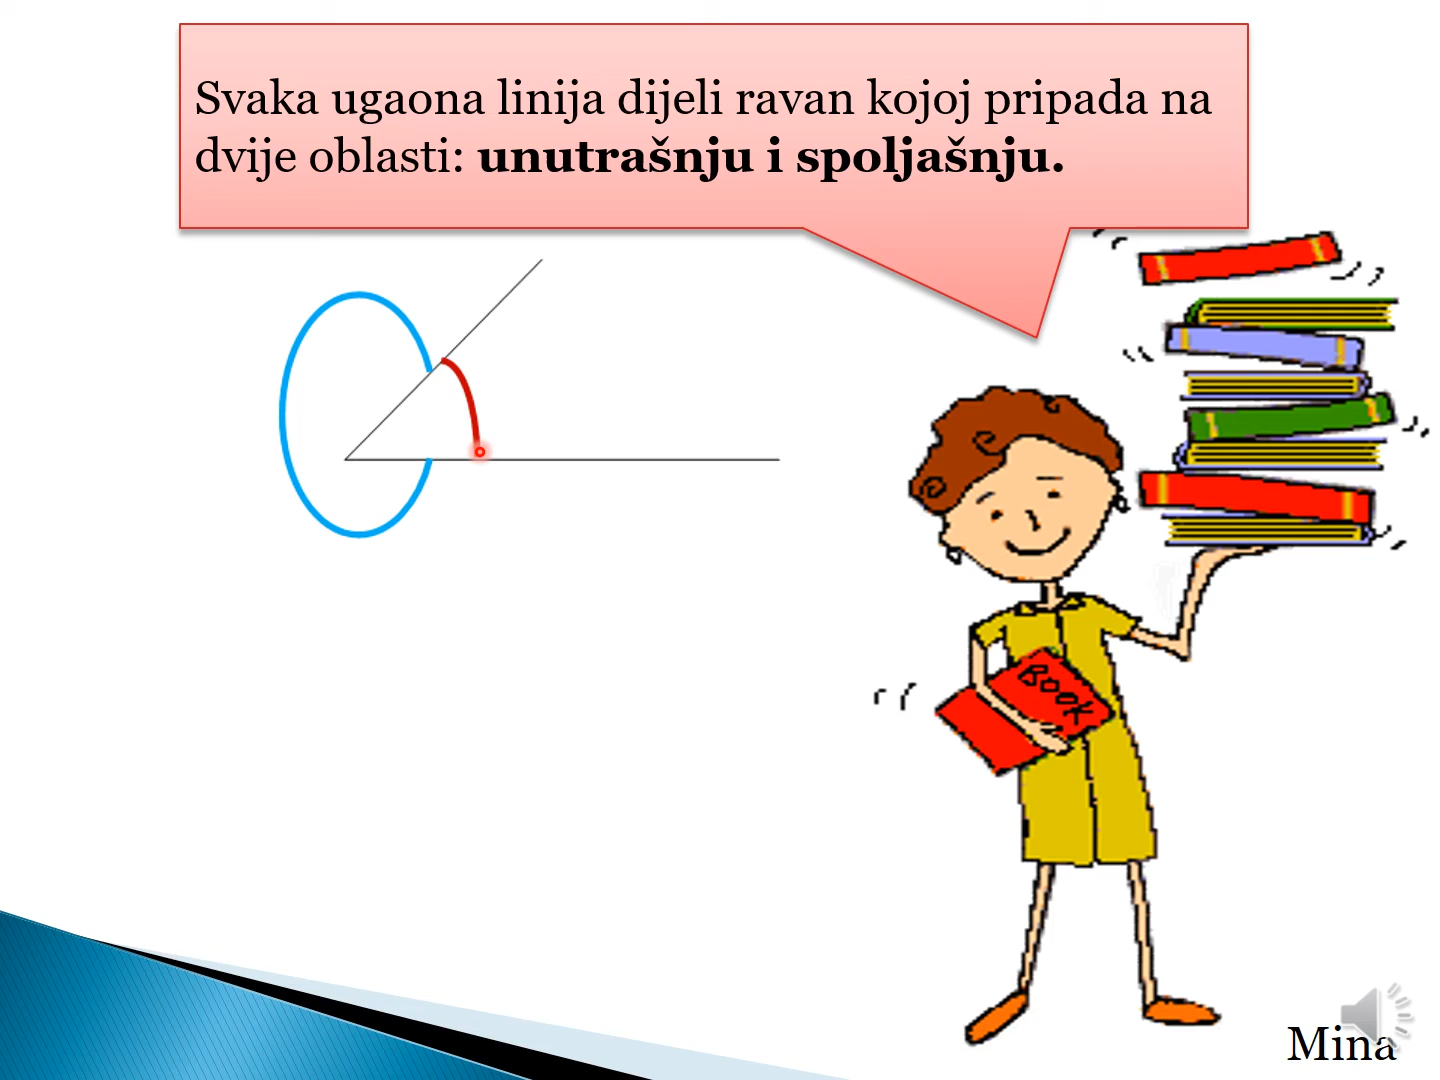 Svaka ugaona linija dijeli ravan kojoj pripada na
dvije oblasti: unutrašnju i spoljašnju.
BOOK
Mina